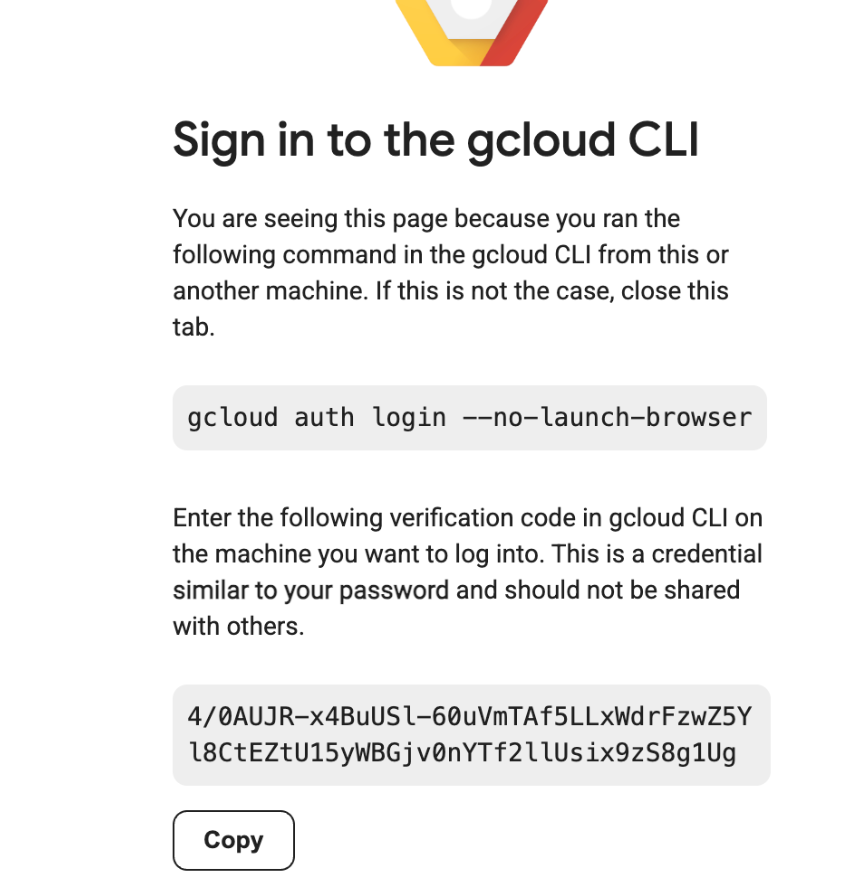 Sign in to the gcloud CLI
You are seeing this page because you ran the
following command in the gcloud CLI from this or
another machine. If this is not the case, close this
tab.
gcloud auth login --no-launch-browser
Enter the following verification code in gcloud CLI on
the machine you want to log into. This is a credential
similar to your password and should not be shared
with others.
4/0AUJR-x4BuUSl-60uVmTAf5LLxWdrFzwZ5Y
l8CtEZtU15yWBGjv0nYTf2llUsix9zS8g1Ug
Copy